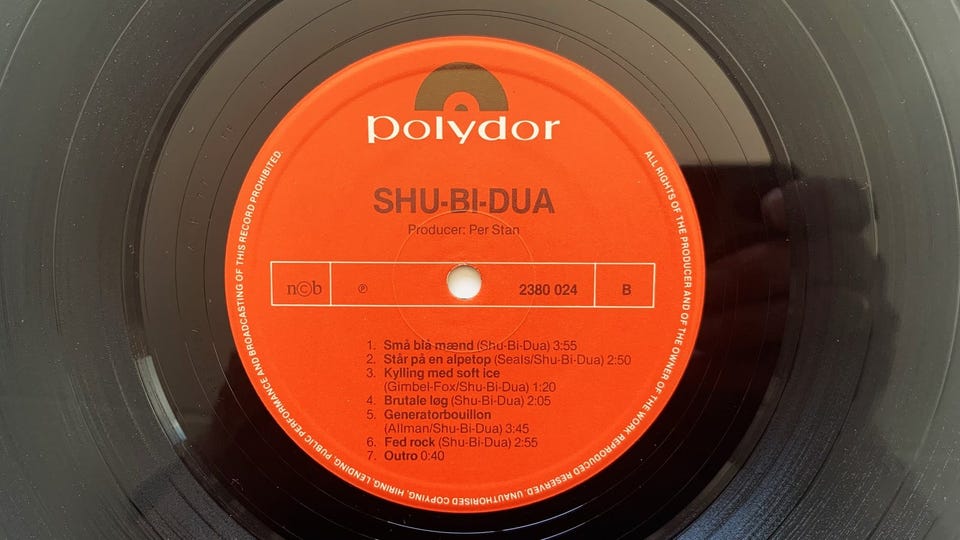 polydor
SHU-BI-DUA
Producer: Per Stan
n©b ℗ 2380 024 B
1. Små blå mænd (Shu-Bi-Dua) 3:55
2. Står på en alpetop (Seals/Shu-Bi-Dua) 2:50
3. Kylling med soft ice
(Gimbel-Fox/Shu-Bi-Dua) 1:20
4. Brutale løg (Shu-Bi-Dua) 2:05
5. Generatorbouillon
(Allman/Shu-Bi-Dua) 3:45
6. Fed rock (Shu-Bi-Dua) 2:55
7. Outro 0:40
ALL RIGHTS OF THE PRODUCER AND OF THE OWNER OF THE WORK REPRODUCED RESERVED. UNAUTHORISED COPYING, HIRING, LENDING, PUBLIC PERFORMANCE AND BROADCASTING OF THIS RECORD PROHIBITED.